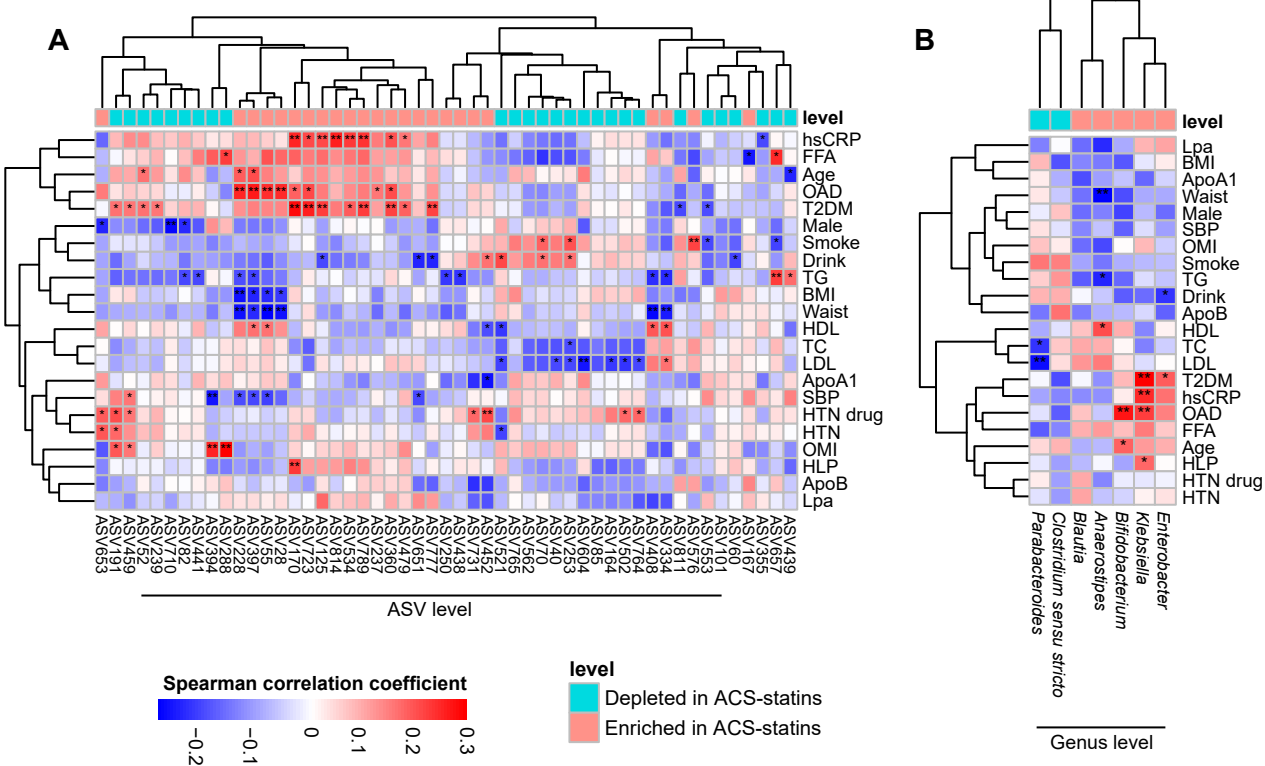 A
level
hsCRP
FFA
Age
OAD
T2DM
Male
Smoke
Drink
TG
BMI
Waist
HDL
TC
LDL
ApoA1
SBP
HTN drug
HTN
OMI
HLP
ApoB
Lpa
ASV653
ASV191
ASV459
ASV52
ASV239
ASV710
ASV82
ASV441
ASV394
ASV288
ASV228
ASV397
ASV55
ASV28
ASV170
ASV723
ASV125
ASV814
ASV534
ASV789
ASV237
ASV360
ASV479
ASV651
ASV777
ASV250
ASV438
ASV731
ASV452
ASV521
ASV765
ASV562
ASV70
ASV40
ASV253
ASV604
ASV85
ASV164
ASV502
ASV764
ASV408
ASV334
ASV811
ASV576
ASV553
ASV101
ASV60
ASV167
ASV355
ASV657
ASV439
ASV level
Spearman correlation coefficient
−0.2
−0.1
0
0.1
0.2
0.3
level
Depleted in ACS-statins
Enriched in ACS-statins
B
level
Lpa
BMI
ApoA1
Waist
Male
SBP
OMI
Smoke
TG
Drink
ApoB
HDL
TC
LDL
T2DM
hsCRP
OAD
FFA
Age
HLP
HTN drug
HTN
Parabacteroides
Clostridium sensu stricto
Blautia
Anaerostipes
Bifidobacterium
Klebsiella
Enterobacter
Genus level